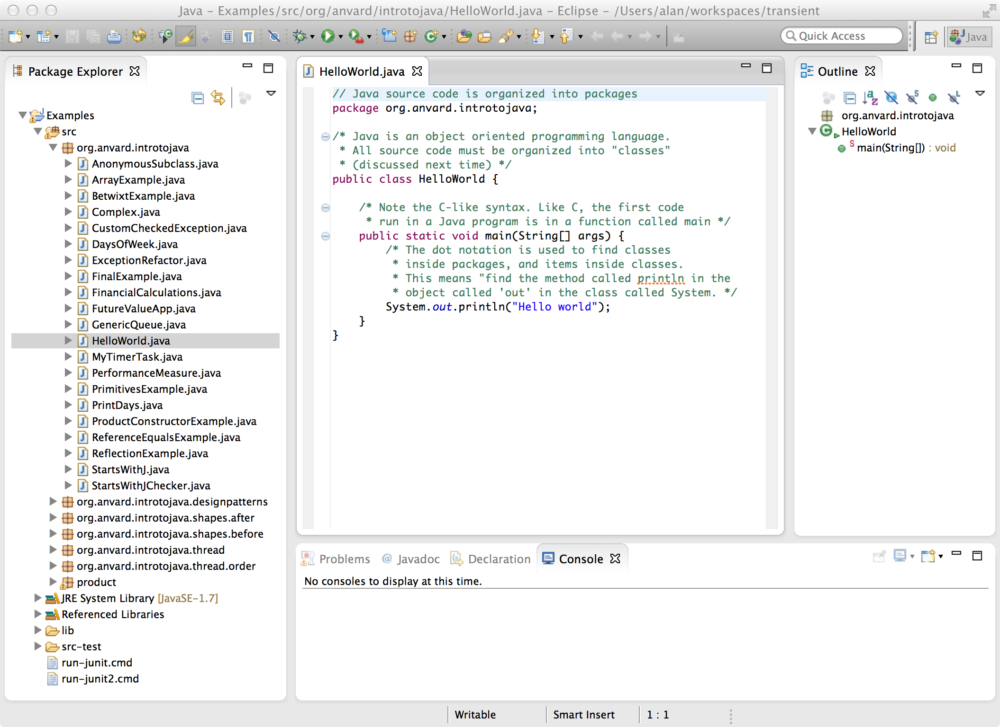 Java – Examples/src/org/anvard/introtojava/HelloWorld.java – Eclipse – /Users/alan/workspaces/transient
Quick Access
Java
Package Explorer
Examples
src
org.anvard.introtojava
AnonymousSubclass.java
ArrayExample.java
BetwixtExample.java
Complex.java
CustomCheckedException.java
DaysOfWeek.java
ExceptionRefactor.java
FinalExample.java
FinancialCalculations.java
FutureValueApp.java
GenericQueue.java
HelloWorld.java
MyTimerTask.java
PerformanceMeasure.java
PrimitivesExample.java
PrintDays.java
ProductConstructorExample.java
ReferenceEqualsExample.java
ReflectionExample.java
StartsWithJ.java
StartsWithJChecker.java
org.anvard.introtojava.designpatterns
org.anvard.introtojava.shapes.after
org.anvard.introtojava.shapes.before
org.anvard.introtojava.thread
org.anvard.introtojava.thread.order
product
JRE System Library [JavaSE-1.7]
Referenced Libraries
lib
src-test
run-junit.cmd
run-junit2.cmd
HelloWorld.java
// Java source code is organized into packages
package org.anvard.introtojava;
/* Java is an object oriented programming language.
 * All source code must be organized into "classes"
 * (discussed next time) */
public class HelloWorld {
    /* Note the C-like syntax. Like C, the first code
     * run in a Java program is in a function called main */
    public static void main(String[] args) {
        /* The dot notation is used to find classes
         * inside packages, and items inside classes.
         * This means "find the method called println in the
         * object called 'out' in the class called System. */
        System.out.println("Hello world");
    }
}
Outline
org.anvard.introtojava
HelloWorld
main(String[]) : void
Problems
Javadoc
Declaration
Console
No consoles to display at this time.
Writable
Smart Insert
1 : 1